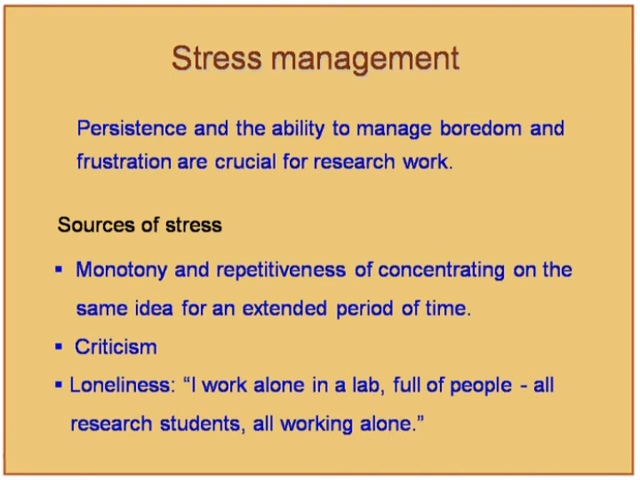 Stress management
Persistence and the ability to manage boredom and
frustration are crucial for research work.
Sources of stress
▪ Monotony and repetitiveness of concentrating on the
same idea for an extended period of time.
▪ Criticism
▪ Loneliness: “I work alone in a lab, full of people - all
research students, all working alone.”